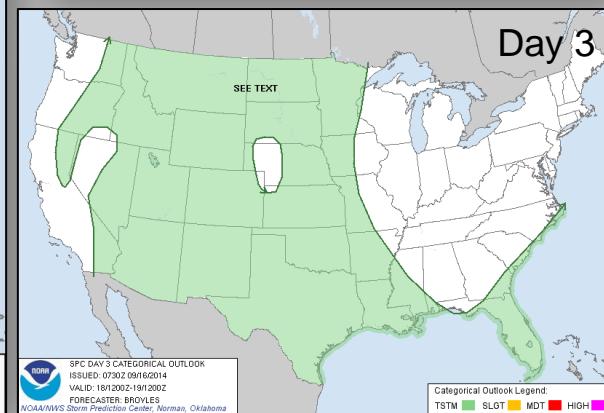 Day 3
SEE TEXT
SPC DAY 3 CATEGORICAL OUTLOOK
ISSUED: 0730Z 09/16/2014
VALID: 18/1200Z-19/1200Z
FORECASTER: BROYLES
NOAA/NWS Storm Prediction Center, Norman, Oklahoma
NOAA
Categorical Outlook Legend:
TSTM SLGT MDT HIGH